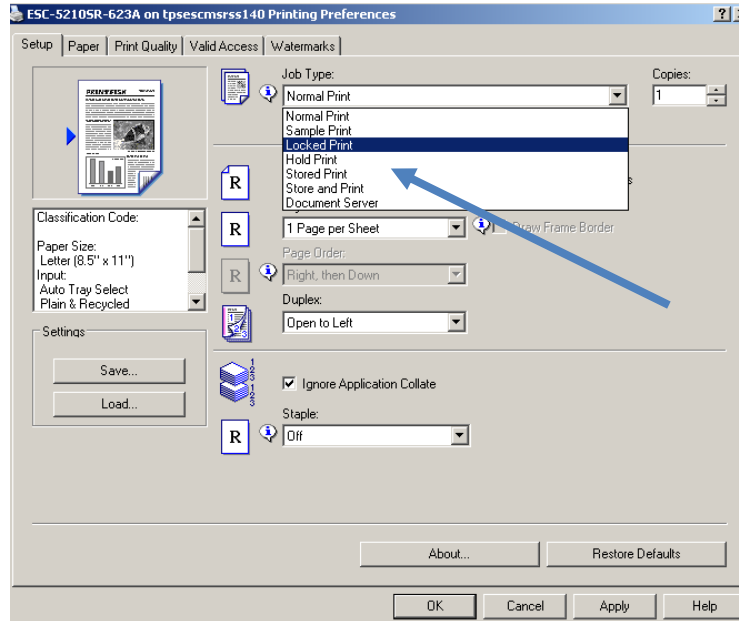 ESC-5210SR-623A on tpsescmsrss140 Printing Preferences
Setup Paper Print Quality Valid Access Watermarks
Job Type: Copies:
Normal Print 1
Normal Print
Sample Print
Locked Print
Hold Print
Stored Print
Store and Print
Document Server
Classification Code:
Paper Size:
Letter (8.5" x 11")
Input:
Auto Tray Select
Plain & Recycled
1 Page per Sheet Draw Frame Border
Page Order:
Right, then Down
Duplex:
Open to Left
Settings
Save...
Load...
Ignore Application Collate
Staple:
Off
About... Restore Defaults
OK Cancel Apply Help